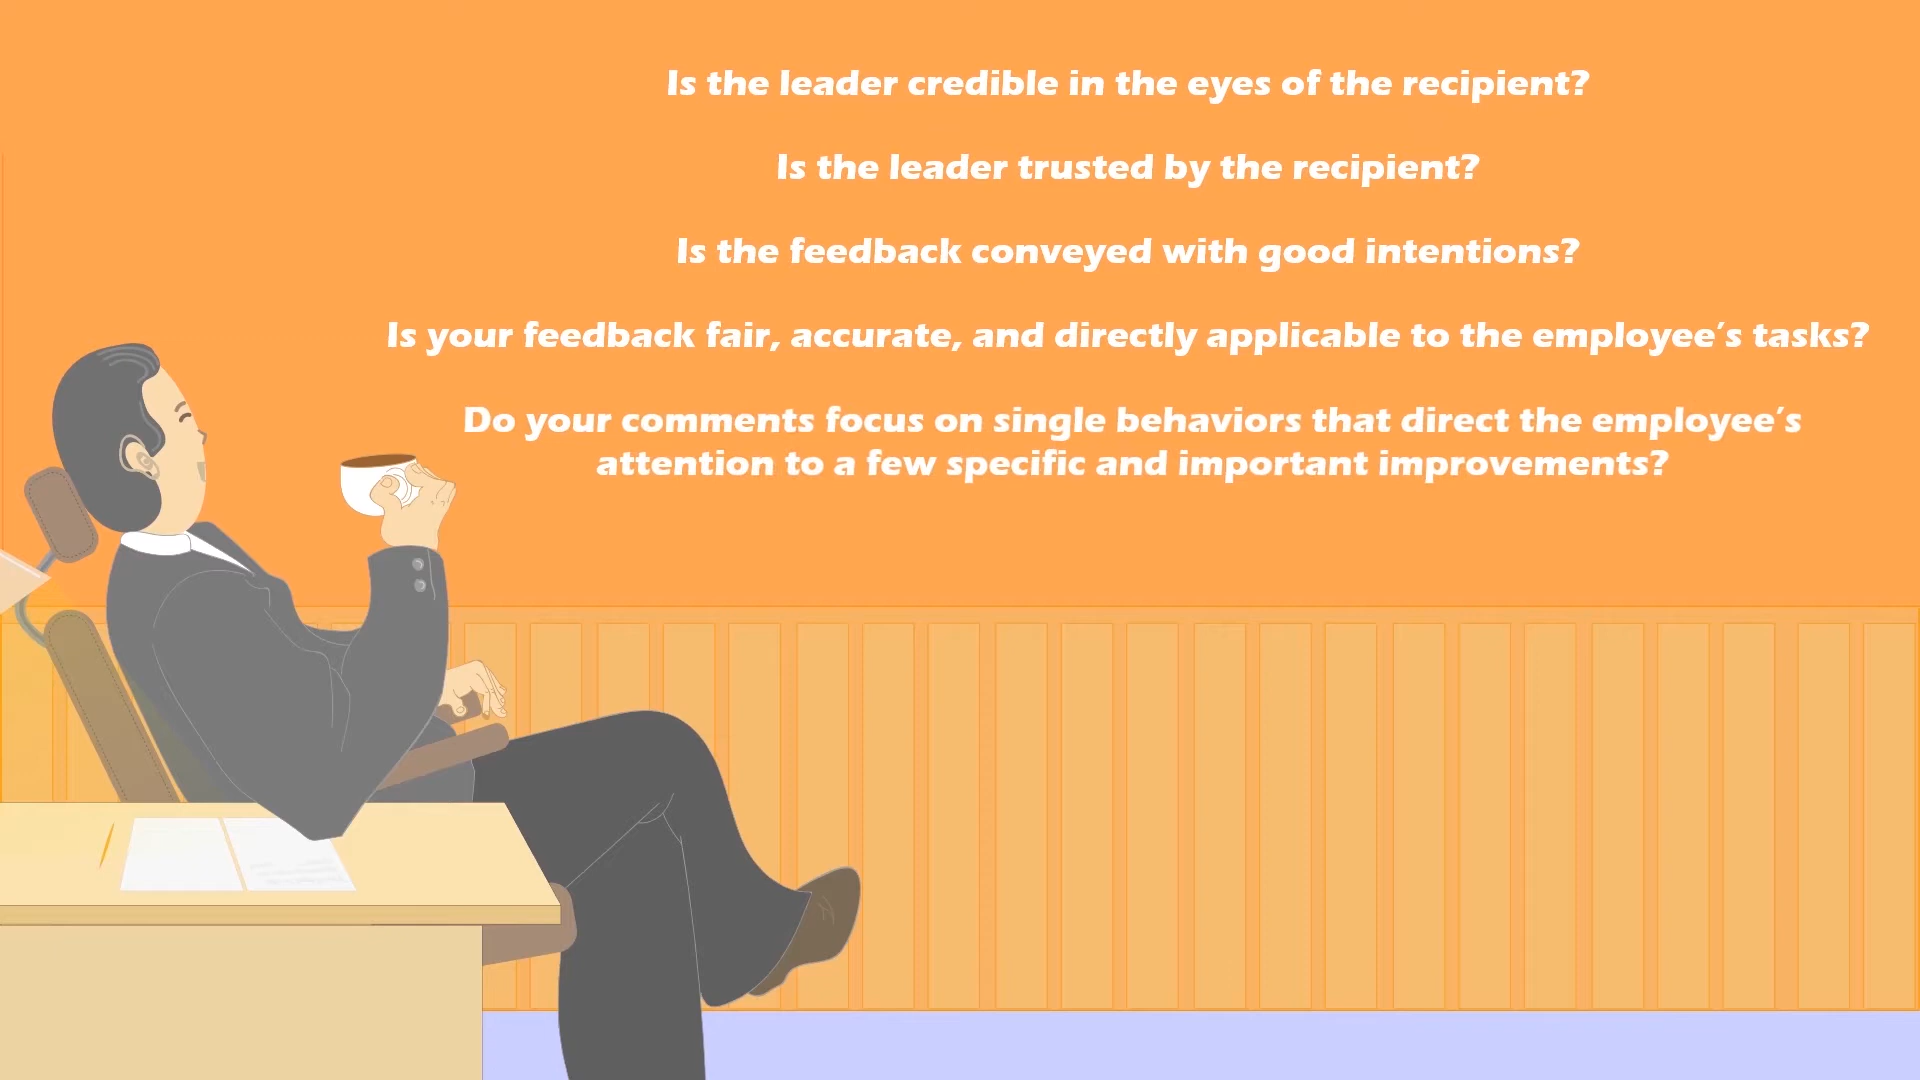 Is the leader credible in the eyes of the recipient?
Is the leader trusted by the recipient?
Is the feedback conveyed with good intentions?
Is your feedback fair, accurate, and directly applicable to the employee's tasks?
Do your comments focus on single behaviors that direct the employee's
attention to a few specific and important improvements?